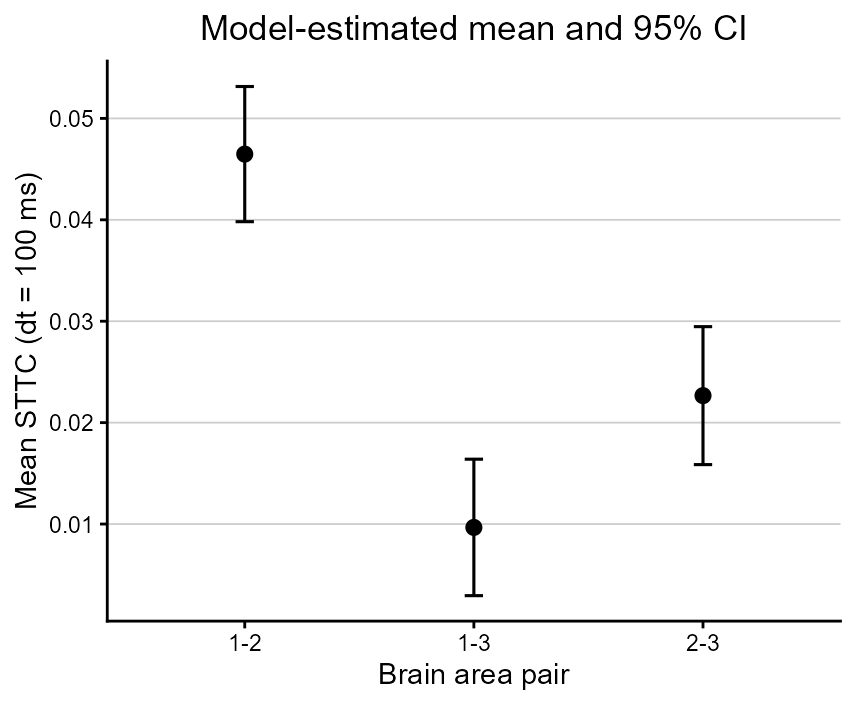 Model-estimated mean and 95% CI
Mean STTC (dt = 100 ms)
0.05
0.04
0.03
0.02
0.01
1-2
1-3
2-3
Brain area pair